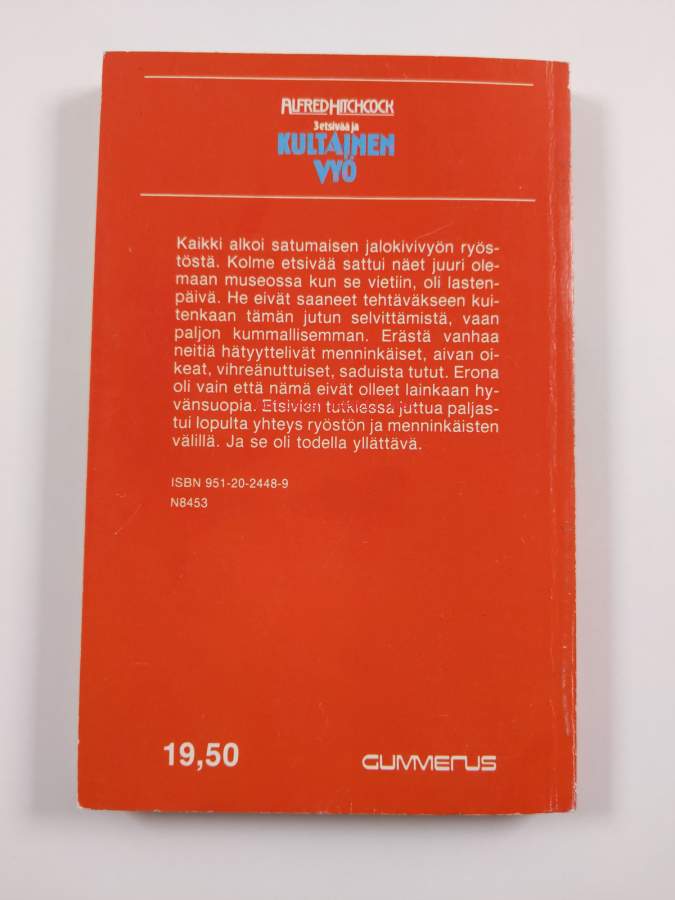 ALFRED HITCHCOCK
3 etsivää ja
KULTAINEN
VYÖ
Kaikki alkoi satumaisen jalokivivyön ryös-
töstä. Kolme etsivää sattui näet juuri ole-
maan museossa kun se vietiin, oli lasten-
päivä. He eivät saaneet tehtäväkseen kui-
tenkaan tämän jutun selvittämistä, vaan
paljon kummallisemman. Erästä vanhaa
neitiä hätyyttelivät menninkäiset, aivan oi-
keat, vihreänuttuiset, saduista tutut. Erona
oli vain että nämä eivät olleet lainkaan hy-
vänsuopia. Etsivien tutkiessa juttua paljas-
tui lopulta yhteys ryöstön ja menninkäisten
välillä. Ja se oli todella yllättävä.
ISBN 951-20-2448-9
N8453
19,50
GUMMERUS